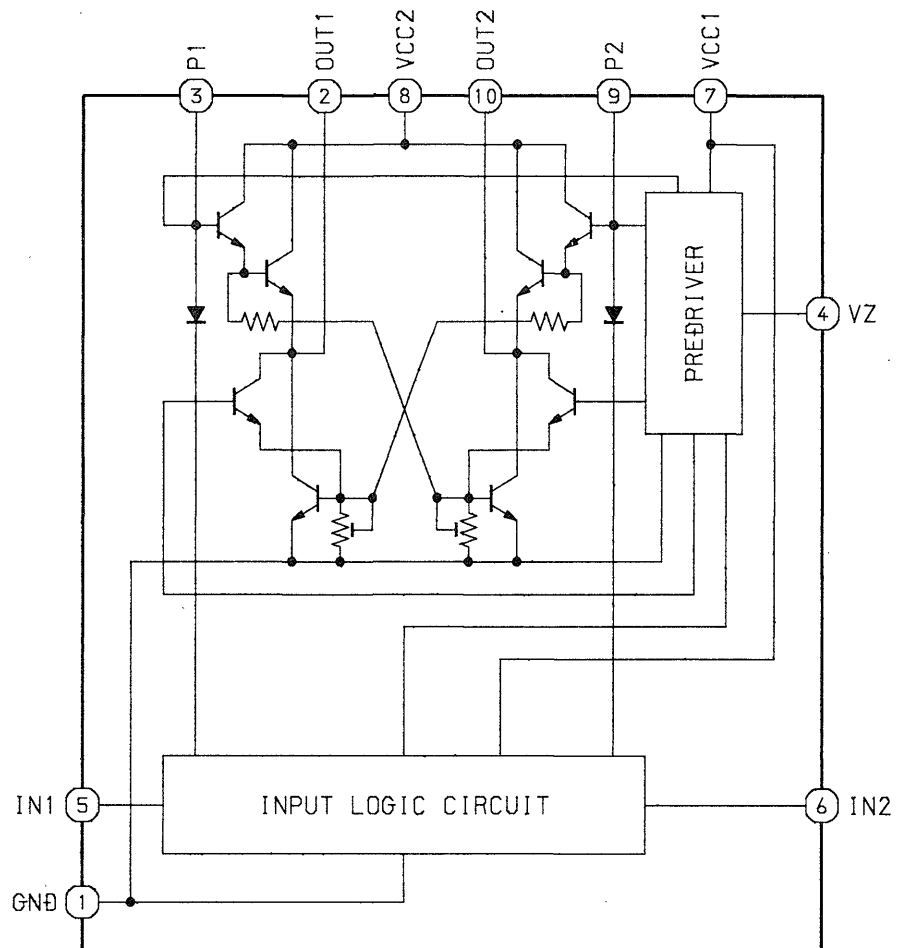 P1
OUT1
VCC2
OUT2
P2
VCC1
3
2
8
10
9
7
PREDRIVER
4 VZ
IN1 5
INPUT LOGIC CIRCUIT
6 IN2
GND 1